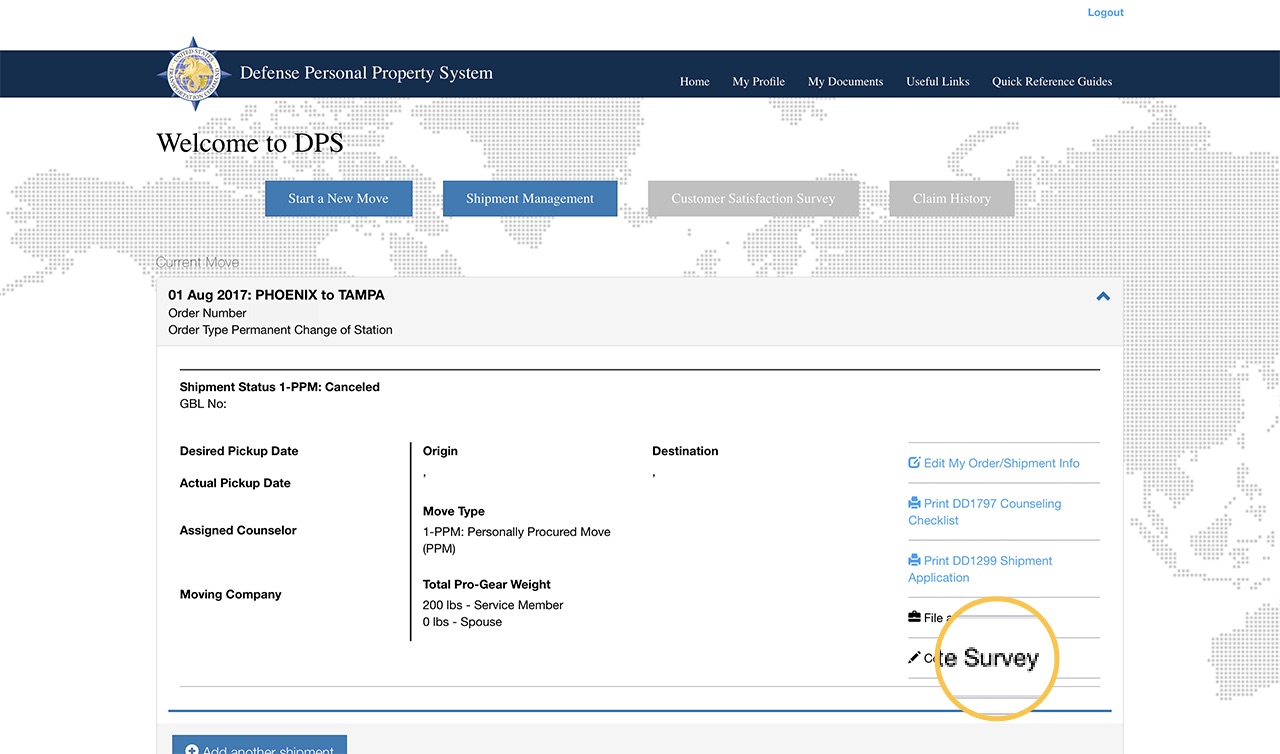 Logout
Defense Personal Property System
Home
My Profile
My Documents
Useful Links
Quick Reference Guides
Welcome to DPS
Start a New Move
Shipment Management
Customer Satisfaction Survey
Claim History
Current Move
01 Aug 2017: PHOENIX to TAMPA
Order Number
Order Type Permanent Change of Station
Shipment Status 1-PPM: Canceled
GBL No:
Desired Pickup Date
Actual Pickup Date
Assigned Counselor
Moving Company
Origin
,
Move Type
1-PPM: Personally Procured Move
(PPM)
Total Pro-Gear Weight
200 lbs - Service Member
0 lbs - Spouse
Destination
,
Edit My Order/Shipment Info
Print DD1797 Counseling
Checklist
Print DD1299 Shipment
Application
File
te Survey
Add another shipment